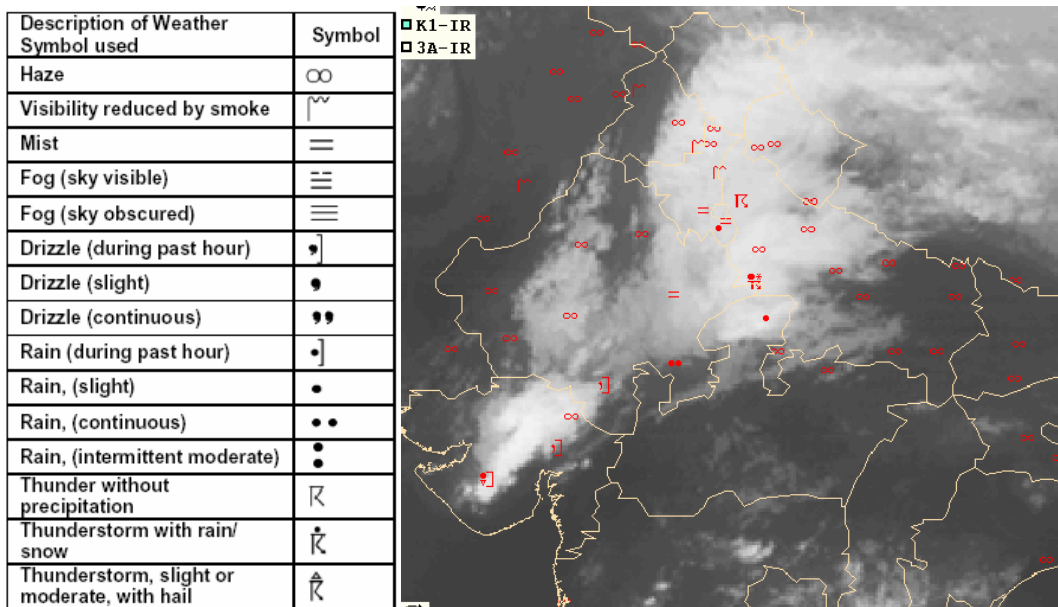 Description of Weather
Symbol used
Symbol
Haze
Visibility reduced by smoke
Mist
Fog (sky visible)
Fog (sky obscured)
Drizzle (during past hour)
Drizzle (slight)
Drizzle (continuous)
Rain (during past hour)
Rain, (slight)
Rain, (continuous)
Rain, (intermittent moderate)
Thunder without
precipitation
Thunderstorm with rain/
snow
Thunderstorm, slight or
moderate, with hail
K1-IR
3A-IR